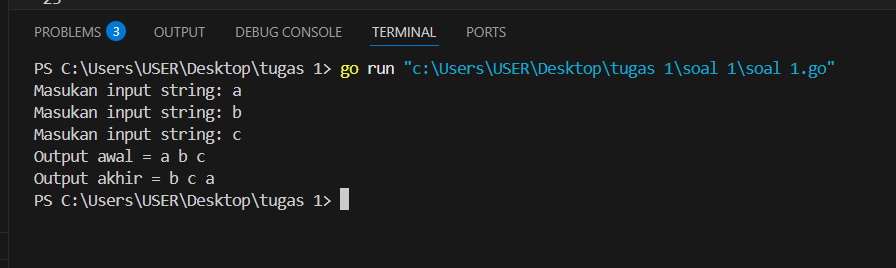 PROBLEMS 3 OUTPUT DEBUG CONSOLE TERMINAL PORTS
PS C:\Users\USER\Desktop\tugas 1> go run "c:\Users\USER\Desktop\tugas 1\soal 1\soal 1.go"
Masukan input string: a
Masukan input string: b
Masukan input string: c
Output awal = a b c
Output akhir = b c a
PS C:\Users\USER\Desktop\tugas 1>